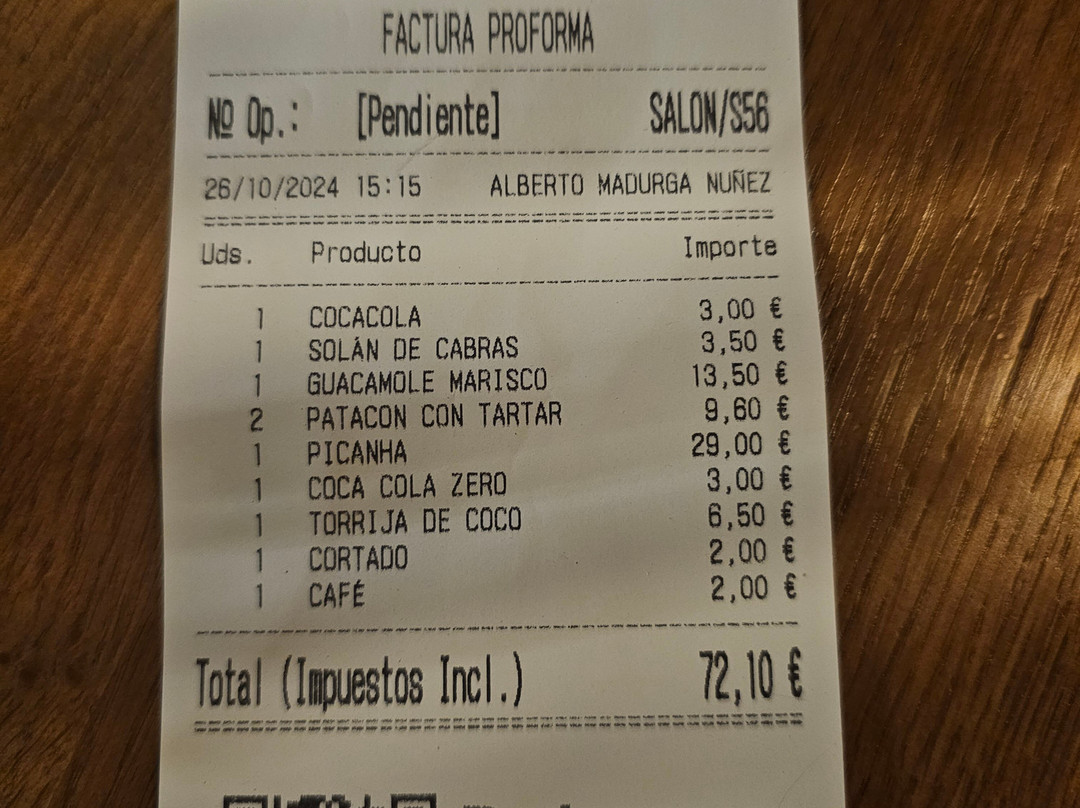 FACTURA PROFORMA
Nº Op.: [Pendiente] SALON/S56
26/10/2024 15:15 ALBERTO MADURGA NUÑEZ
Uds. Producto Importe
1 COCACOLA 3,00 €
1 SOLÁN DE CABRAS 3,50 €
1 GUACAMOLE MARISCO 13,50 €
2 PATACON CON TARTAR 9,60 €
1 PICANHA 29,00 €
1 COCA COLA ZERO 3,00 €
1 TORRIJA DE COCO 6,50 €
1 CORTADO 2,00 €
1 CAFÉ 2,00 €
Total (Impuestos Incl.) 72,10 €